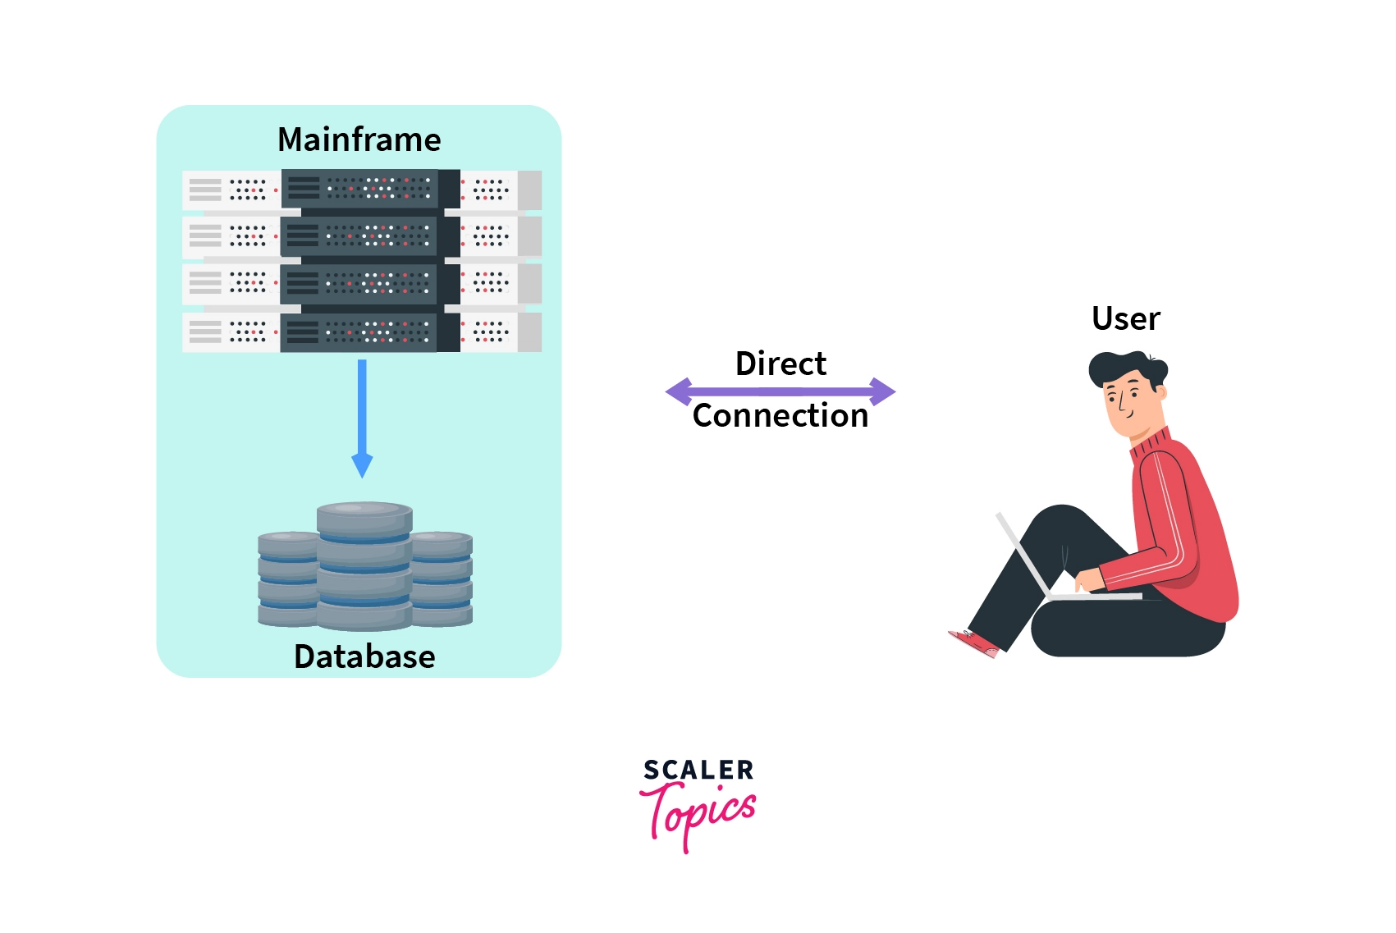 Mainframe
Database
Direct
Connection
User
SCALER
Topics